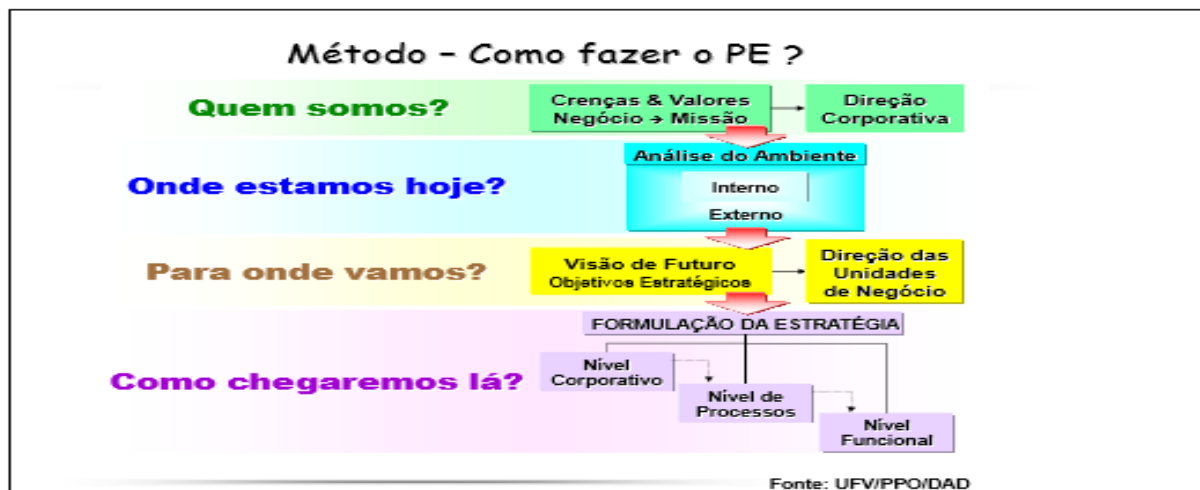 Método – Como fazer o PE ?
Quem somos?
Crenças & Valores
Negócio → Missão
Direção
Corporativa
Onde estamos hoje?
Análise do Ambiente
Interno
Externo
Para onde vamos?
Visão de Futuro
Objetivos Estratégicos
Direção das
Unidades
de Negócio
FORMULAÇÃO DA ESTRATÉGIA
Como chegaremos lá?
Nível
Corporativo
Nível de
Processos
Nível
Funcional
Fonte: UFV/PPO/DAD